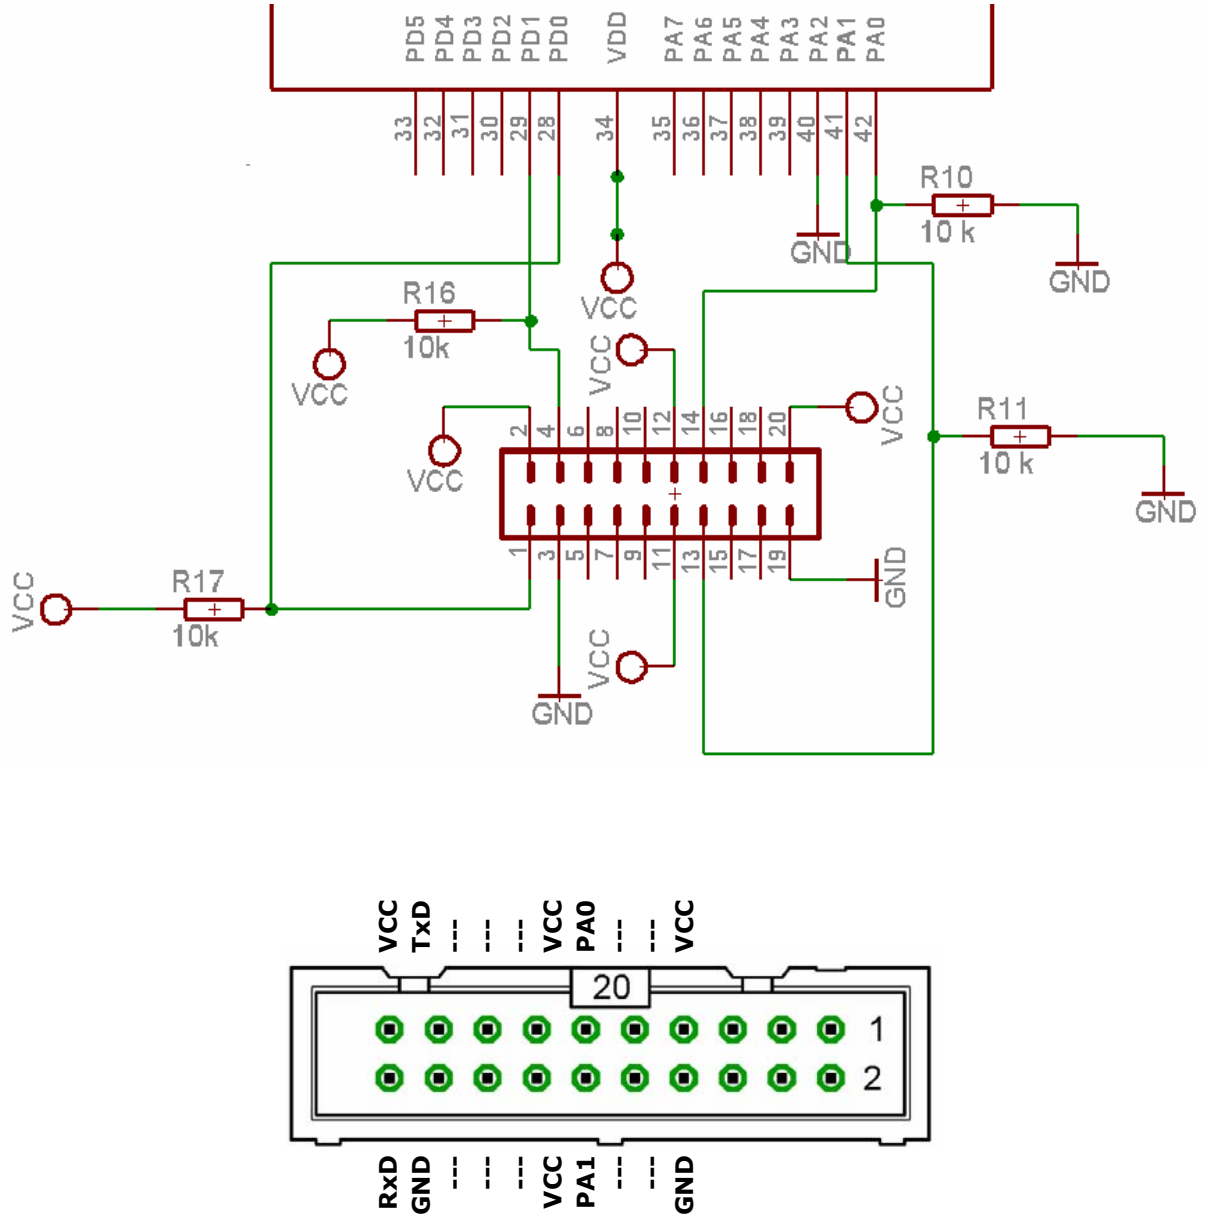 PD5 PD4 PD3 PD2 PD1 PD0 VDD PA7 PA6 PA5 PA4 PA3 PA2 PA1 PA0
33 32 31 30 29 28 34 35 36 37 38 39 40 41 42
R10
10 k
GND
GND
R16
10k
VCC
VCC
VCC
VCC
VCC
R11
10 k
GND
2 4 6 8 10 12 14 16 18 20
VCC
1 3 5 7 9 11 13 15 17 19
GND
VCC
R17
10k
VCC
GND
VCC TxD --- --- --- VCC PA0 --- --- VCC
20
1
2
RxD GND --- --- --- VCC PA1 --- --- GND